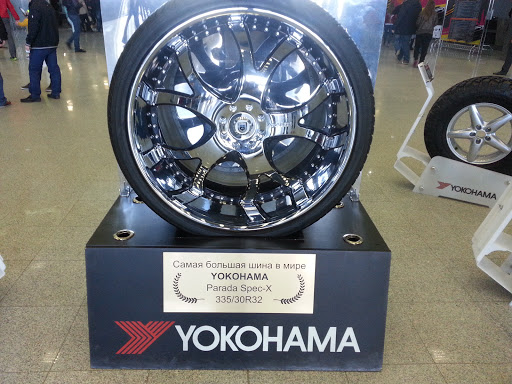 Самая большая шина в мире
YOKOHAMA
Parada Spec-X
335/30R32
YOKOHAMA
YOKOHAMA